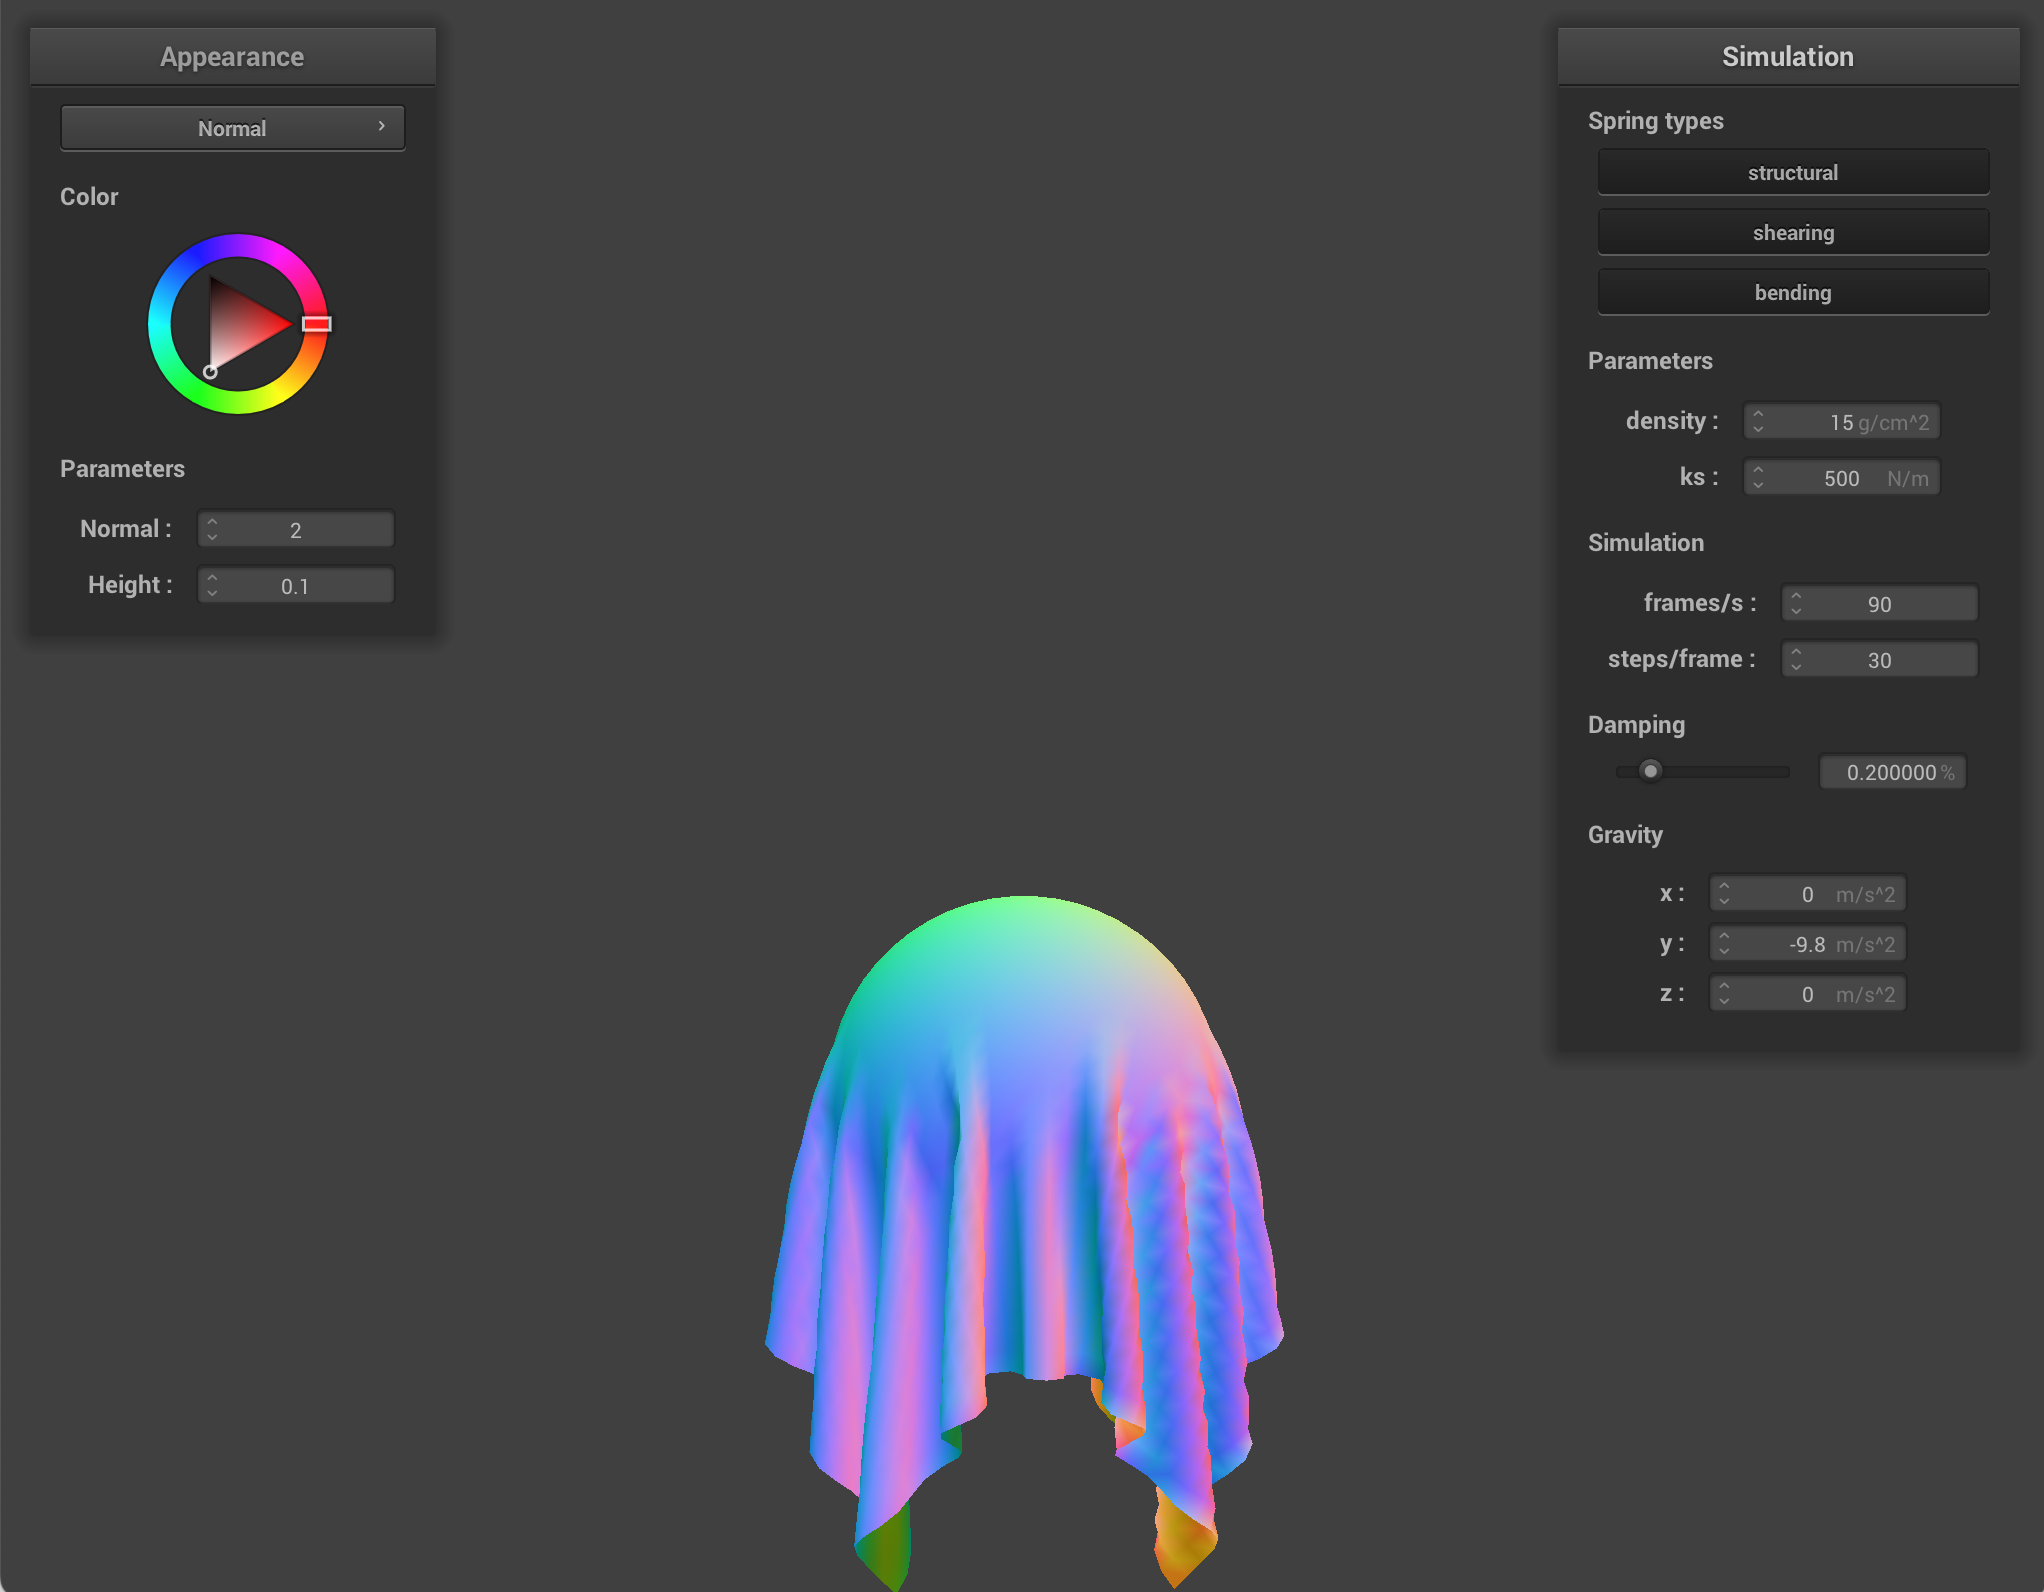 Appearance
Normal
Color
Parameters
Normal : 2
Height : 0.1
Simulation
Spring types
structural
shearing
bending
Parameters
density : 15 g/cm^2
ks : 500 N/m
Simulation
frames/s : 90
steps/frame : 30
Damping
0.200000 %
Gravity
x : 0 m/s^2
y : -9.8 m/s^2
z : 0 m/s^2